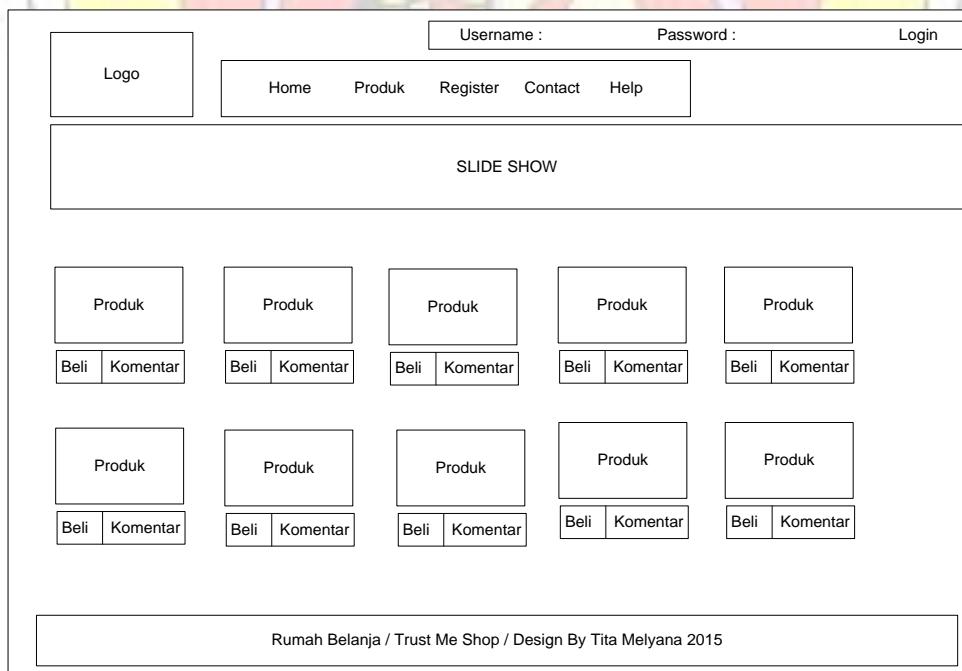 Username : Password : Login
Logo
Home Produk Register Contact Help
SLIDE SHOW
Produk Produk Produk Produk Produk
Beli Komentar Beli Komentar Beli Komentar Beli Komentar Beli Komentar
Produk Produk Produk Produk Produk
Beli Komentar Beli Komentar Beli Komentar Beli Komentar Beli Komentar
Rumah Belanja / Trust Me Shop / Design By Tita Melyana 2015